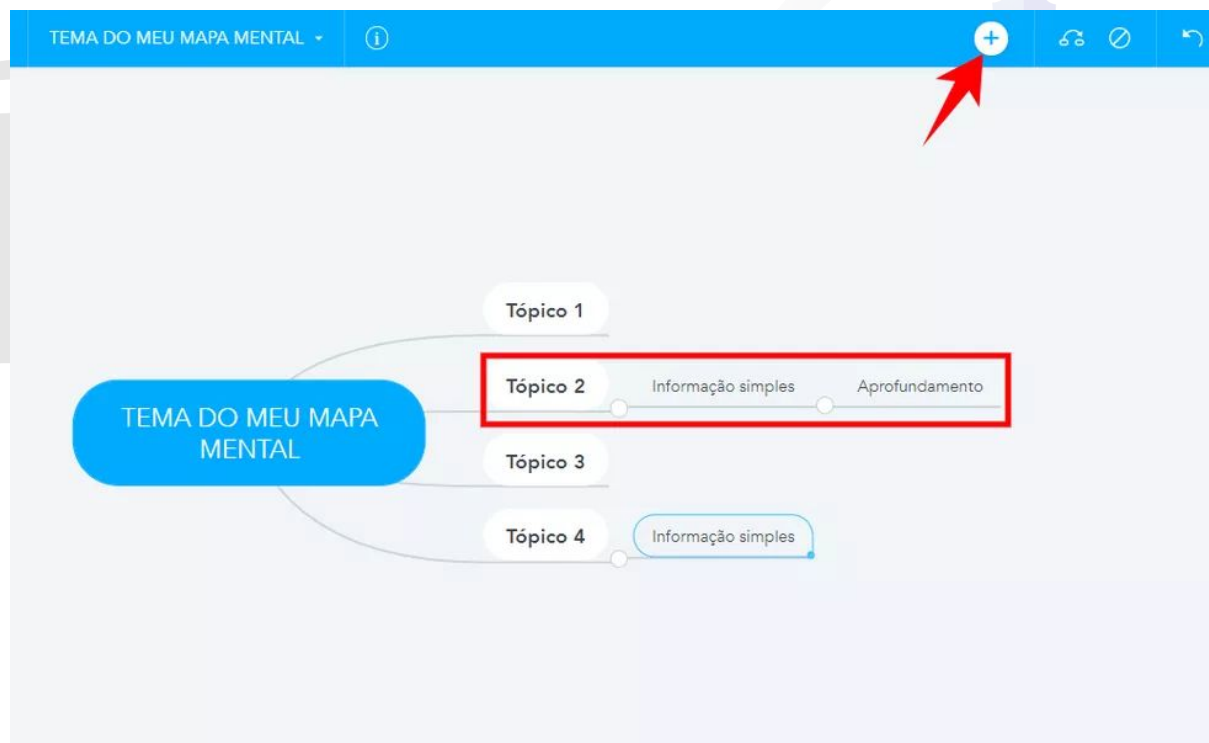 TEMA DO MEU MAPA MENTAL
Tópico 1
Tópico 2 Informação simples Aprofundamento
TEMA DO MEU MAPA
MENTAL
Tópico 3
Tópico 4 Informação simples